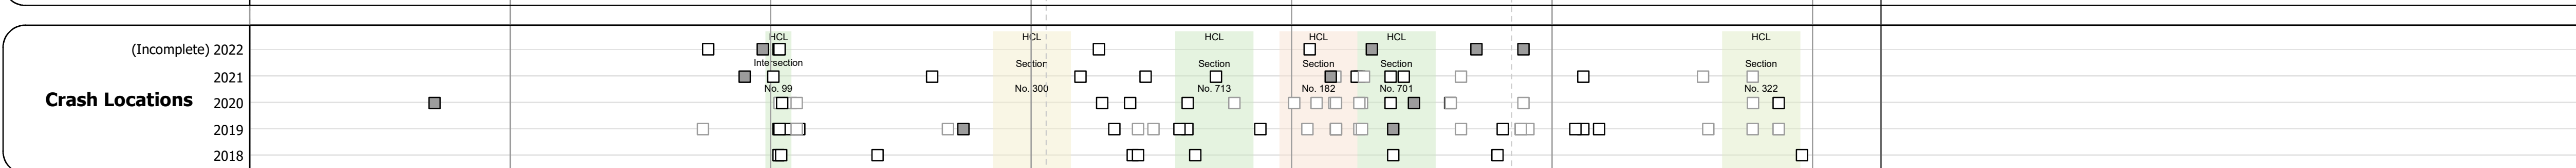 HCL HCL HCL HCL HCL HCL
(Incomplete) 2022
Intersection Section Section Section Section Section
2021
No. 99 No. 300 No. 713 No. 182 No. 701 No. 322
Crash Locations 2020
2019
2018